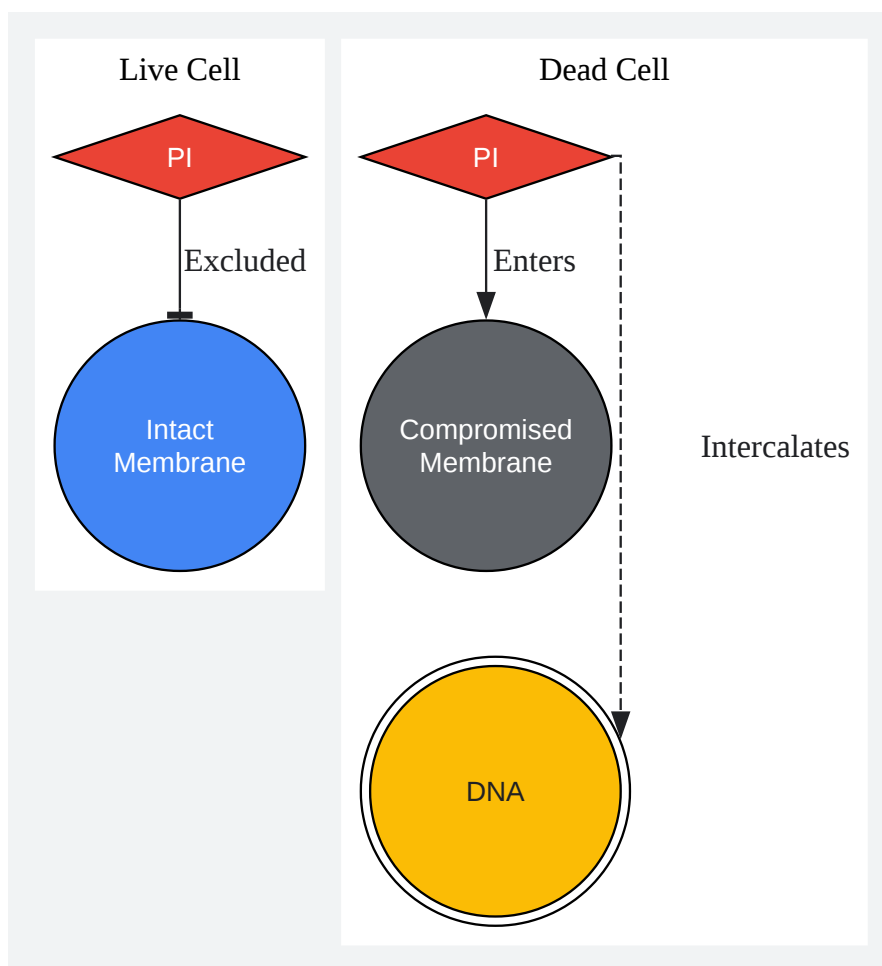 Live Cell
PI
Excluded
Intact
Membrane
Dead Cell
PI
Enters
Compromised
Membrane
Intercalates
DNA